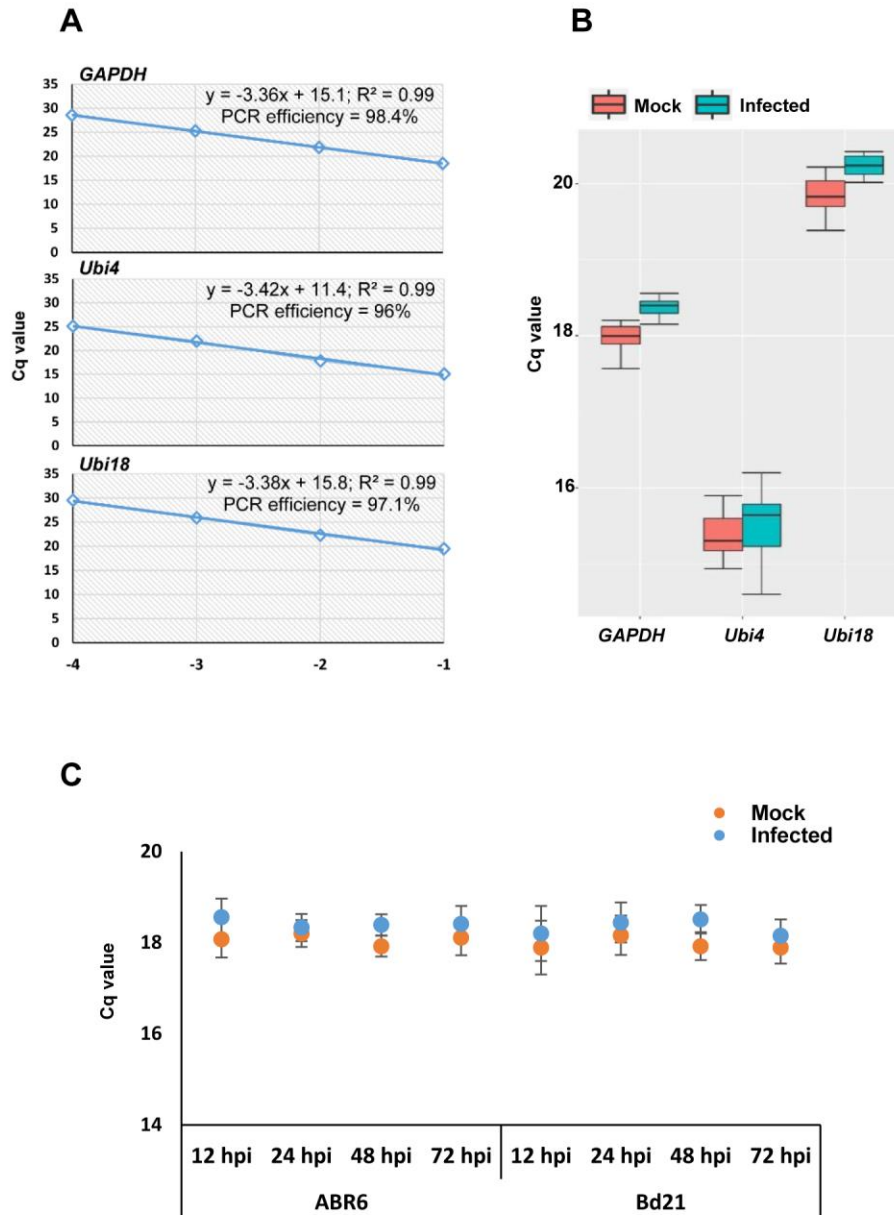 A
GAPDH
y = -3.36x + 15.1; R² = 0.99
PCR efficiency = 98.4%
35
30
25
20
15
10
5
0
Ubi4
y = -3.42x + 11.4; R² = 0.99
PCR efficiency = 96%
35
30
25
20
15
10
5
0
Cq value
Ubi18
y = -3.38x + 15.8; R² = 0.99
PCR efficiency = 97.1%
35
30
25
20
15
10
5
0
-4 -3 -2 -1
B
Mock Infected
20
18
16
Cq value
GAPDH Ubi4 Ubi18
C
Mock
Infected
20
18
16
14
Cq value
12 hpi 24 hpi 48 hpi 72 hpi 12 hpi 24 hpi 48 hpi 72 hpi
ABR6 Bd21